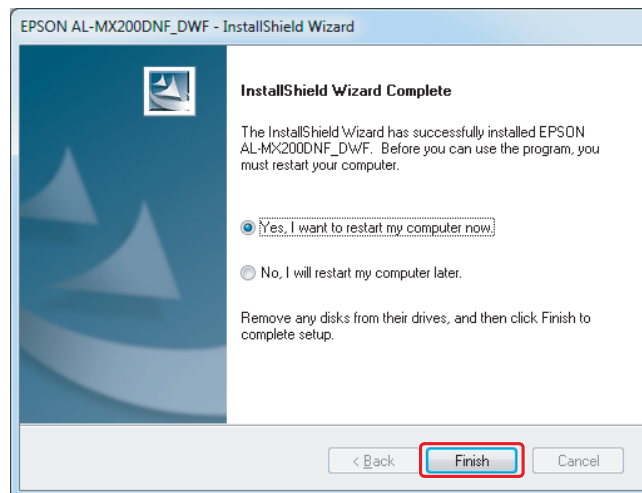 EPSON AL-MX200DNF_DWF - InstallShield Wizard
InstallShield Wizard Complete
The InstallShield Wizard has successfully installed EPSON
AL-MX200DNF_DWF. Before you can use the program, you
must restart your computer.
Yes, I want to restart my computer now.
No, I will restart my computer later.
Remove any disks from their drives, and then click Finish to
complete setup.
< Back Finish Cancel